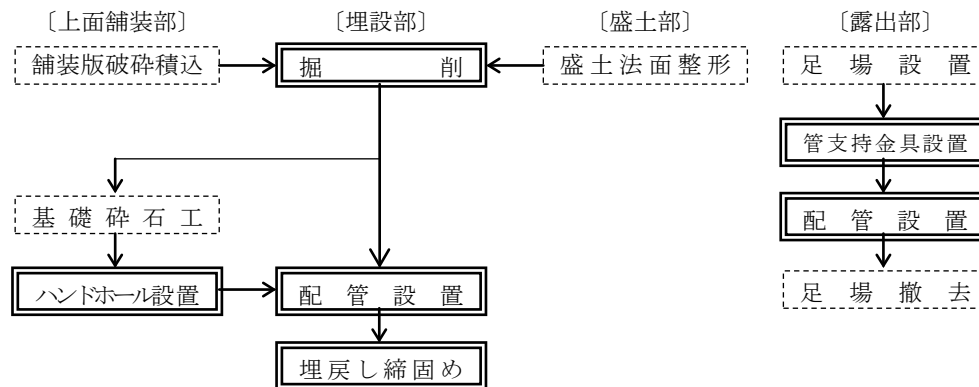 〔上面舗装部〕 〔埋設部〕 〔盛土部〕 〔露出部〕
舗装版破砕積込 掘削 盛土法面整形 足場設置
管支持金具設置
基礎砕石工 配管設置
ハンドホール設置 配管設置 足場撤去
埋戻し締固め